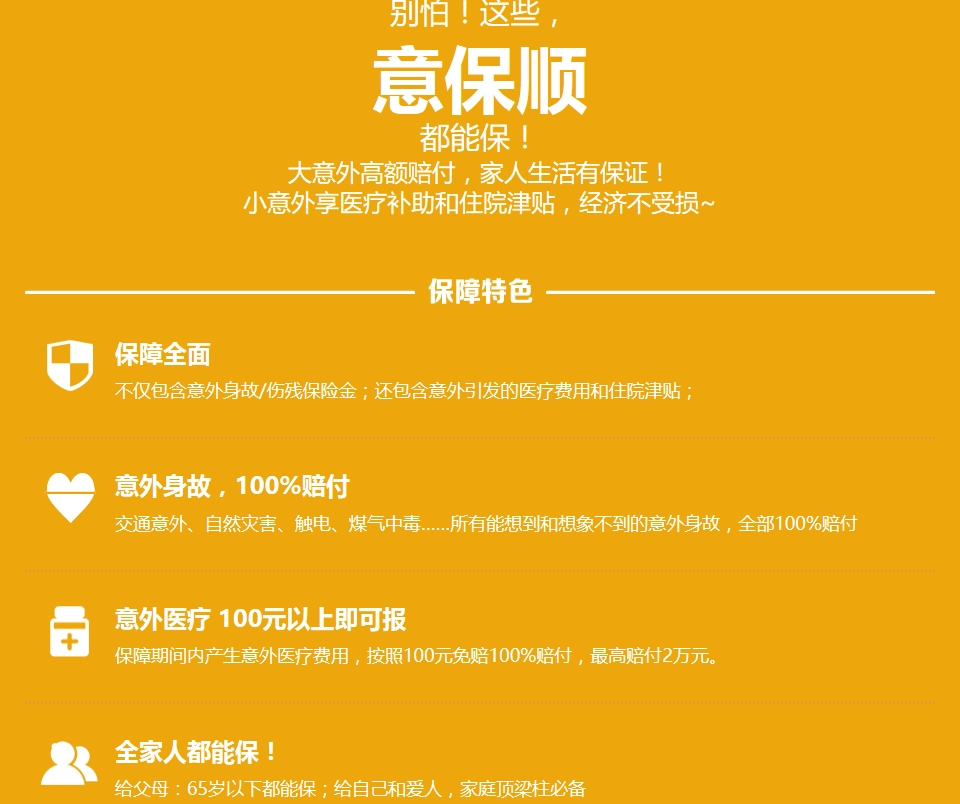 别怕！这些，
意保顺
都能保！
大意外高额赔付，家人生活有保证！
小意外享医疗补助和住院津贴，经济不受损~
保障特色
保障全面
不仅包含意外身故/伤残保险金；还包含意外引发的医疗费用和住院津贴；
意外身故，100%赔付
交通意外、自然灾害、触电、煤气中毒……所有能想到和想象不到的意外身故，全部100%赔付
意外医疗 100元以上即可报
保障期间内产生意外医疗费用，按照100元免赔100%赔付，最高赔付2万元。
全家人都能保！
给父母：65岁以下都能保；给自己和爱人，家庭顶梁柱必备